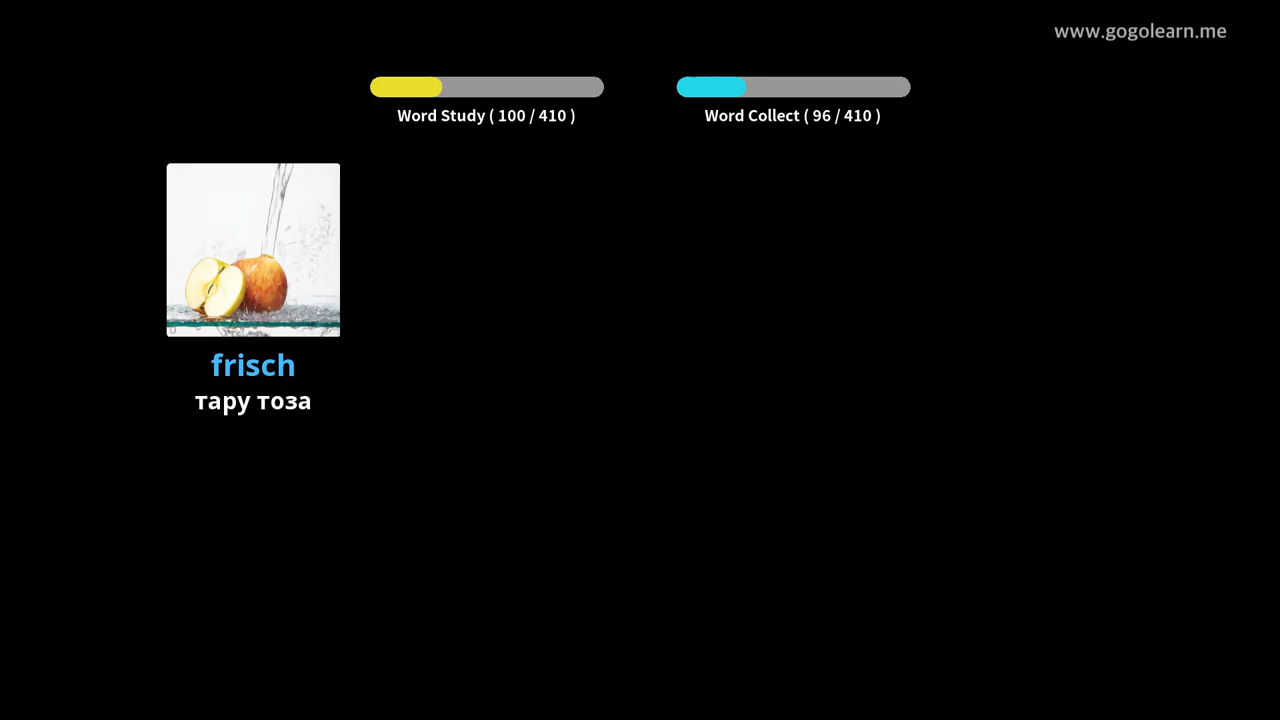 www.gogolearn.me
Word Study ( 100 / 410 )
Word Collect ( 96 / 410 )
frisch
тару тоза